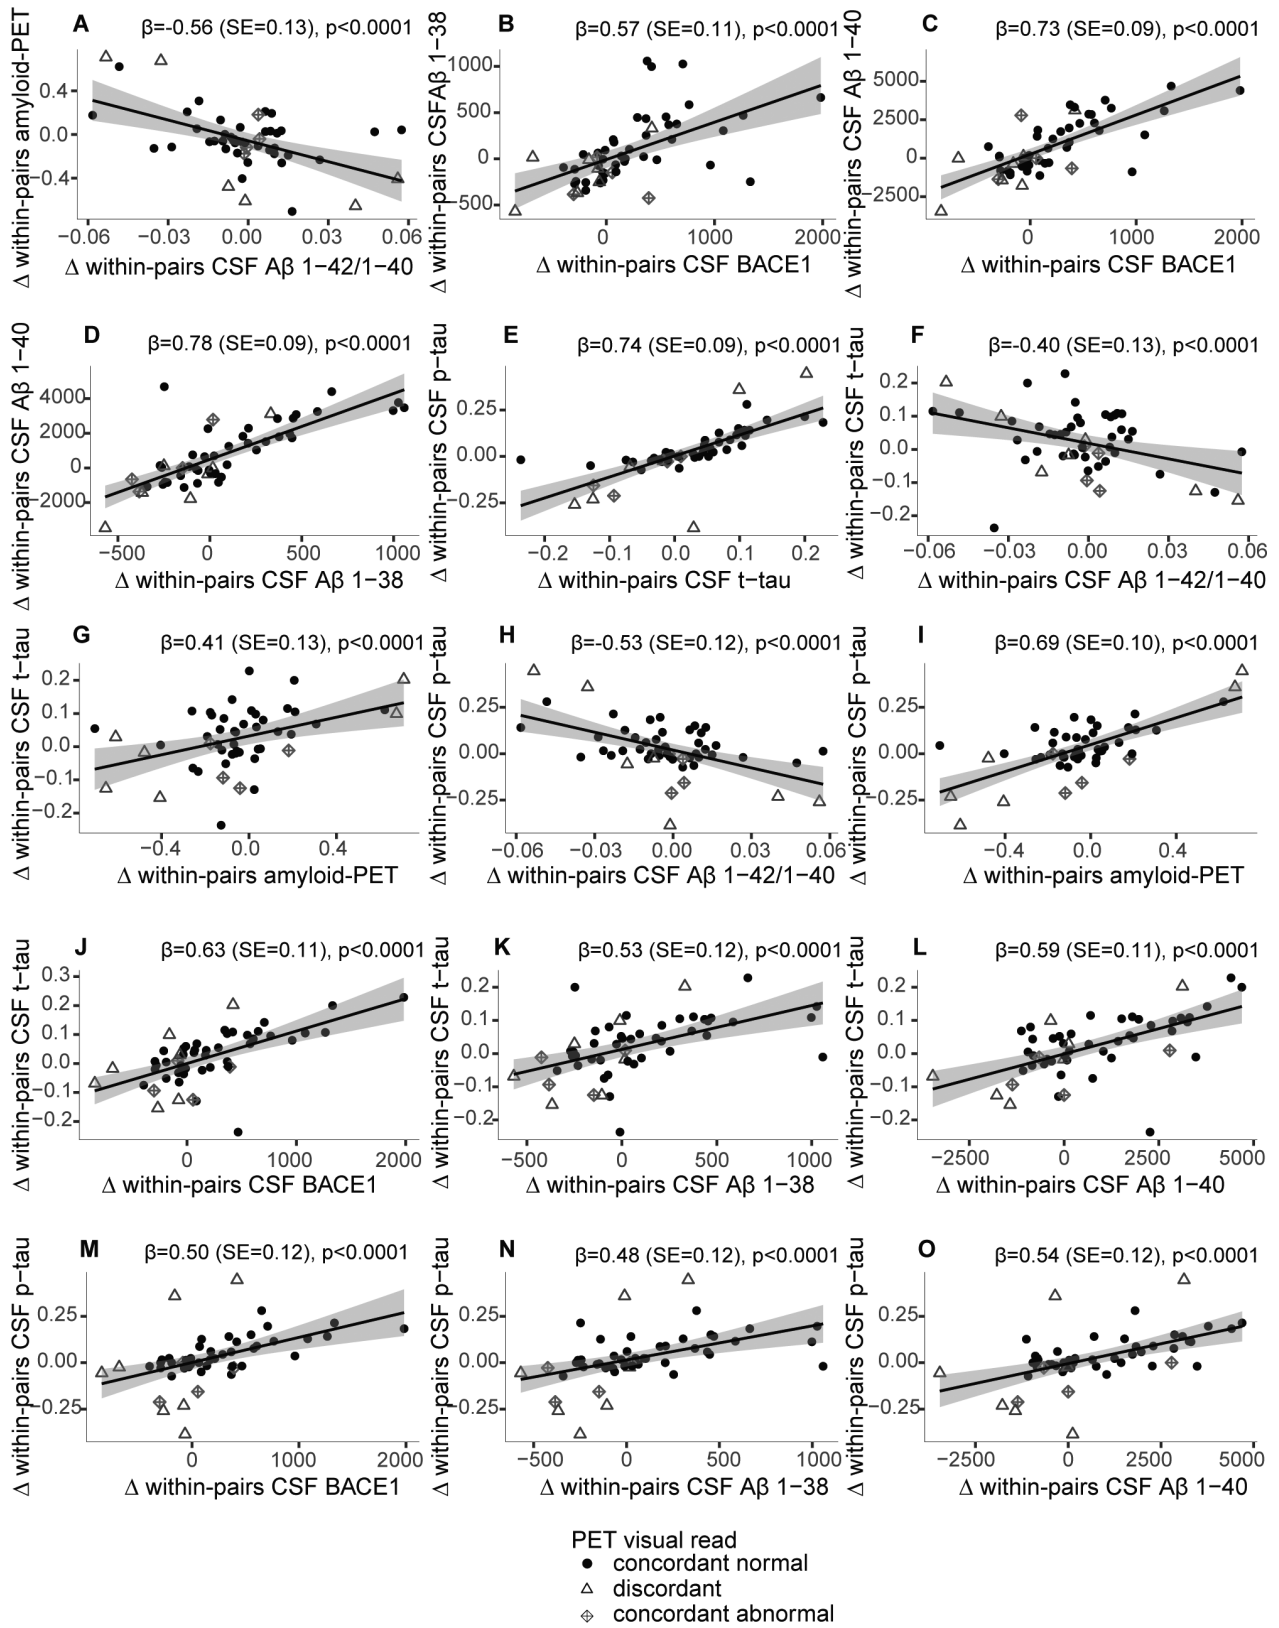 A
β=-0.56 (SE=0.13), p<0.0001
Δ within-pairs amyloid-PET
0.4
0.0
−0.4
−0.06 −0.03 0.00 0.03 0.06
Δ within-pairs CSF Aβ 1−42/1−40
B
β=0.57 (SE=0.11), p<0.0001
Δ within-pairs CSFAβ 1−38
1000
500
0
−500
0 1000 2000
Δ within-pairs CSF BACE1
C
β=0.73 (SE=0.09), p<0.0001
Δ within-pairs CSF Aβ 1−40
5000
2500
0
−2500
0 1000 2000
Δ within-pairs CSF BACE1
D
β=0.78 (SE=0.09), p<0.0001
Δ within-pairs CSF Aβ 1−40
4000
2000
0
−2000
−500 0 500 1000
Δ within-pairs CSF Aβ 1−38
E
β=0.74 (SE=0.09), p<0.0001
Δ within-pairs CSF p−tau
0.25
0.00
−0.25
−0.2 −0.1 0.0 0.1 0.2
Δ within-pairs CSF t−tau
F
β=-0.40 (SE=0.13), p<0.0001
Δ within-pairs CSF t−tau
0.2
0.1
0.0
−0.1
−0.2
−0.06 −0.03 0.00 0.03 0.06
Δ within-pairs CSF Aβ 1−42/1−40
G
β=0.41 (SE=0.13), p<0.0001
Δ within-pairs CSF t−tau
0.2
0.1
0.0
−0.1
−0.2
−0.4 0.0 0.4
Δ within-pairs amyloid-PET
H
β=-0.53 (SE=0.12), p<0.0001
Δ within-pairs CSF p−tau
0.25
0.00
−0.25
−0.06 −0.03 0.00 0.03 0.06
Δ within-pairs CSF Aβ 1−42/1−40
I
β=0.69 (SE=0.10), p<0.0001
Δ within-pairs CSF p−tau
0.25
0.00
−0.25
−0.4 0.0 0.4
Δ within-pairs amyloid-PET
J
β=0.63 (SE=0.11), p<0.0001
Δ within-pairs CSF t−tau
0.3
0.2
0.1
0.0
−0.1
−0.2
0 1000 2000
Δ within-pairs CSF BACE1
K
β=0.53 (SE=0.12), p<0.0001
Δ within-pairs CSF t−tau
0.2
0.1
0.0
−0.1
−0.2
−500 0 500 1000
Δ within-pairs CSF Aβ 1−38
L
β=0.59 (SE=0.11), p<0.0001
Δ within-pairs CSF t−tau
0.2
0.1
0.0
−0.1
−0.2
−2500 0 2500 5000
Δ within-pairs CSF Aβ 1−40
M
β=0.50 (SE=0.12), p<0.0001
Δ within-pairs CSF p−tau
0.25
0.00
−0.25
0 1000 2000
Δ within-pairs CSF BACE1
N
β=0.48 (SE=0.12), p<0.0001
Δ within-pairs CSF p−tau
0.25
0.00
−0.25
−500 0 500 1000
Δ within-pairs CSF Aβ 1−38
O
β=0.54 (SE=0.12), p<0.0001
Δ within-pairs CSF p−tau
0.25
0.00
−0.25
−2500 0 2500 5000
Δ within-pairs CSF Aβ 1−40
PET visual read
concordant normal
discordant
concordant abnormal